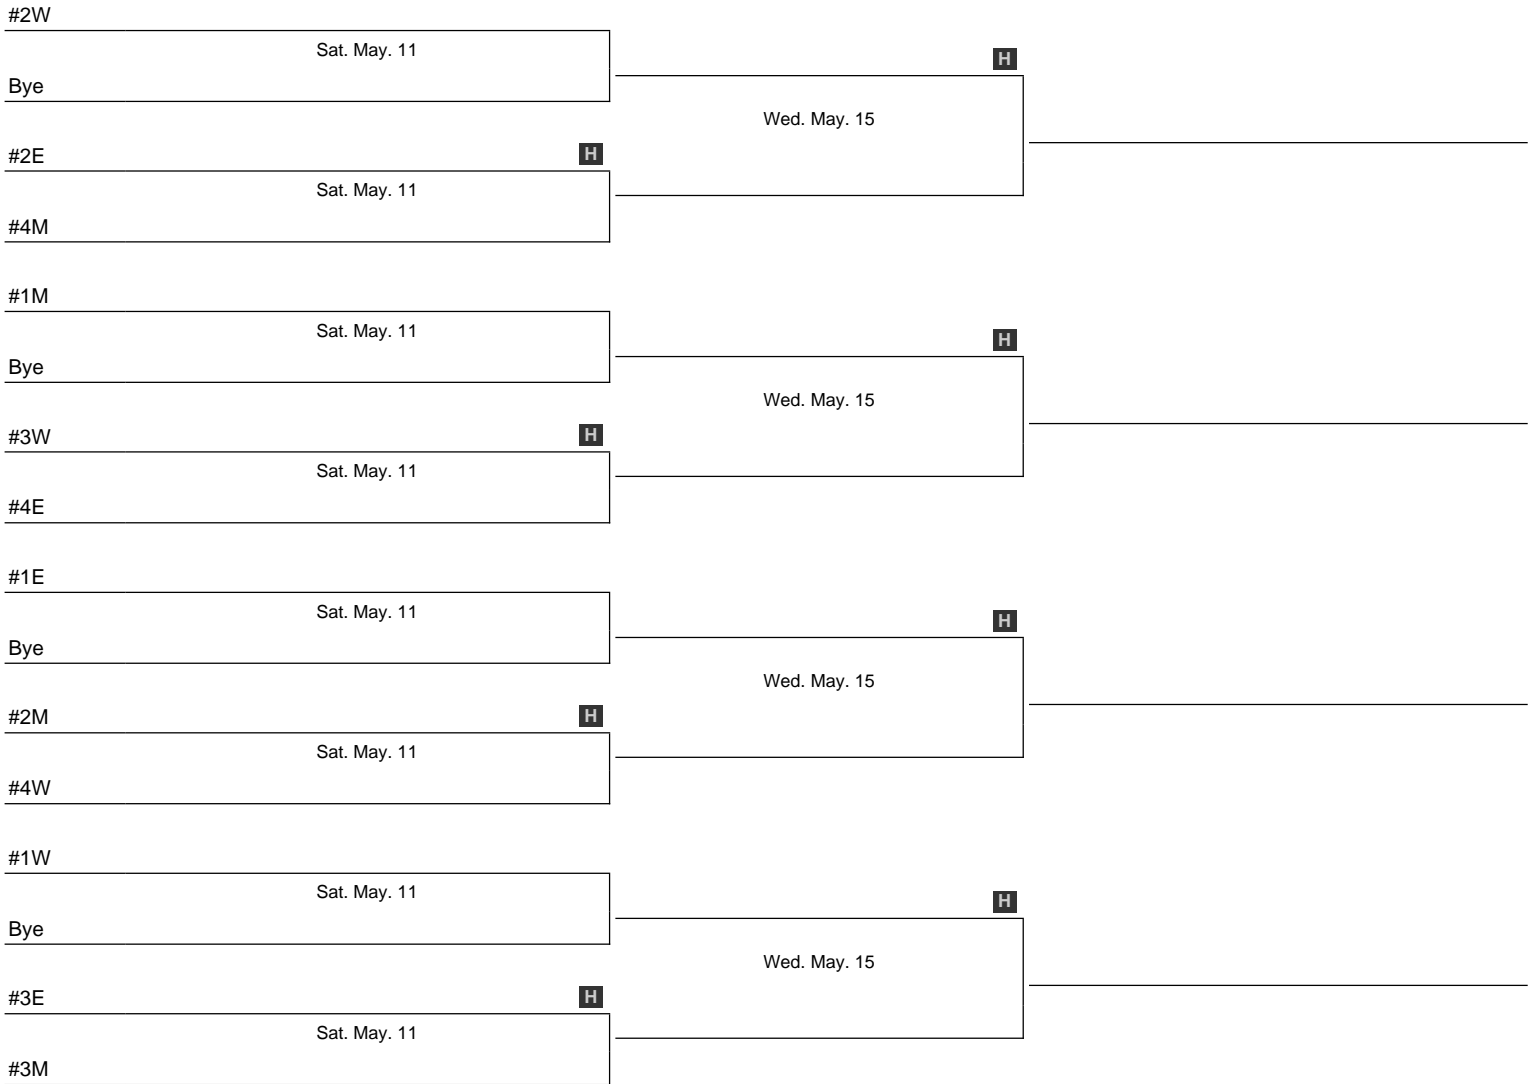 #2W
Sat. May. 11
H
Bye
Wed. May. 15
#2E
H
Sat. May. 11
#4M
#1M
Sat. May. 11
H
Bye
Wed. May. 15
#3W
H
Sat. May. 11
#4E
#1E
Sat. May. 11
H
Bye
Wed. May. 15
#2M
H
Sat. May. 11
#4W
#1W
Sat. May. 11
H
Bye
Wed. May. 15
#3E
H
Sat. May. 11
#3M